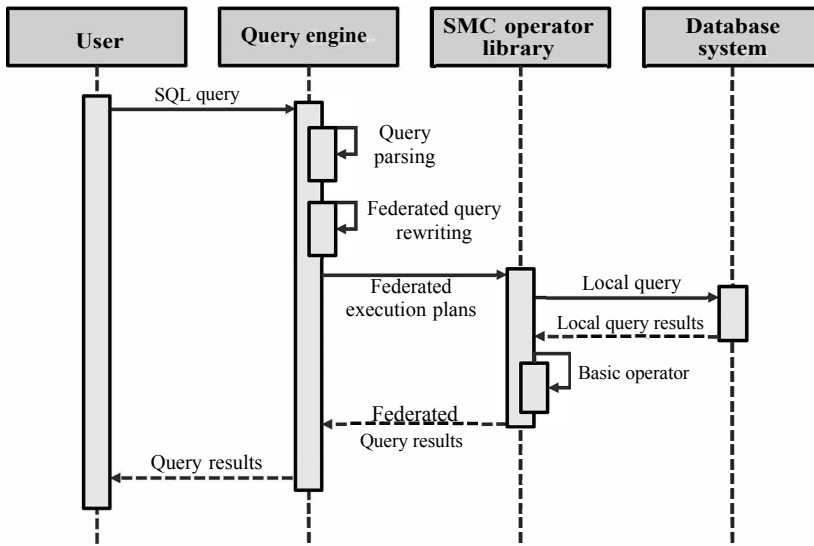 User
Query engine
SMC operator
library
Database
system
SQL query
Query
parsing
Federated query
rewriting
Federated
execution plans
Local query
Local query results
Basic operator
Federated
Query results
Query results